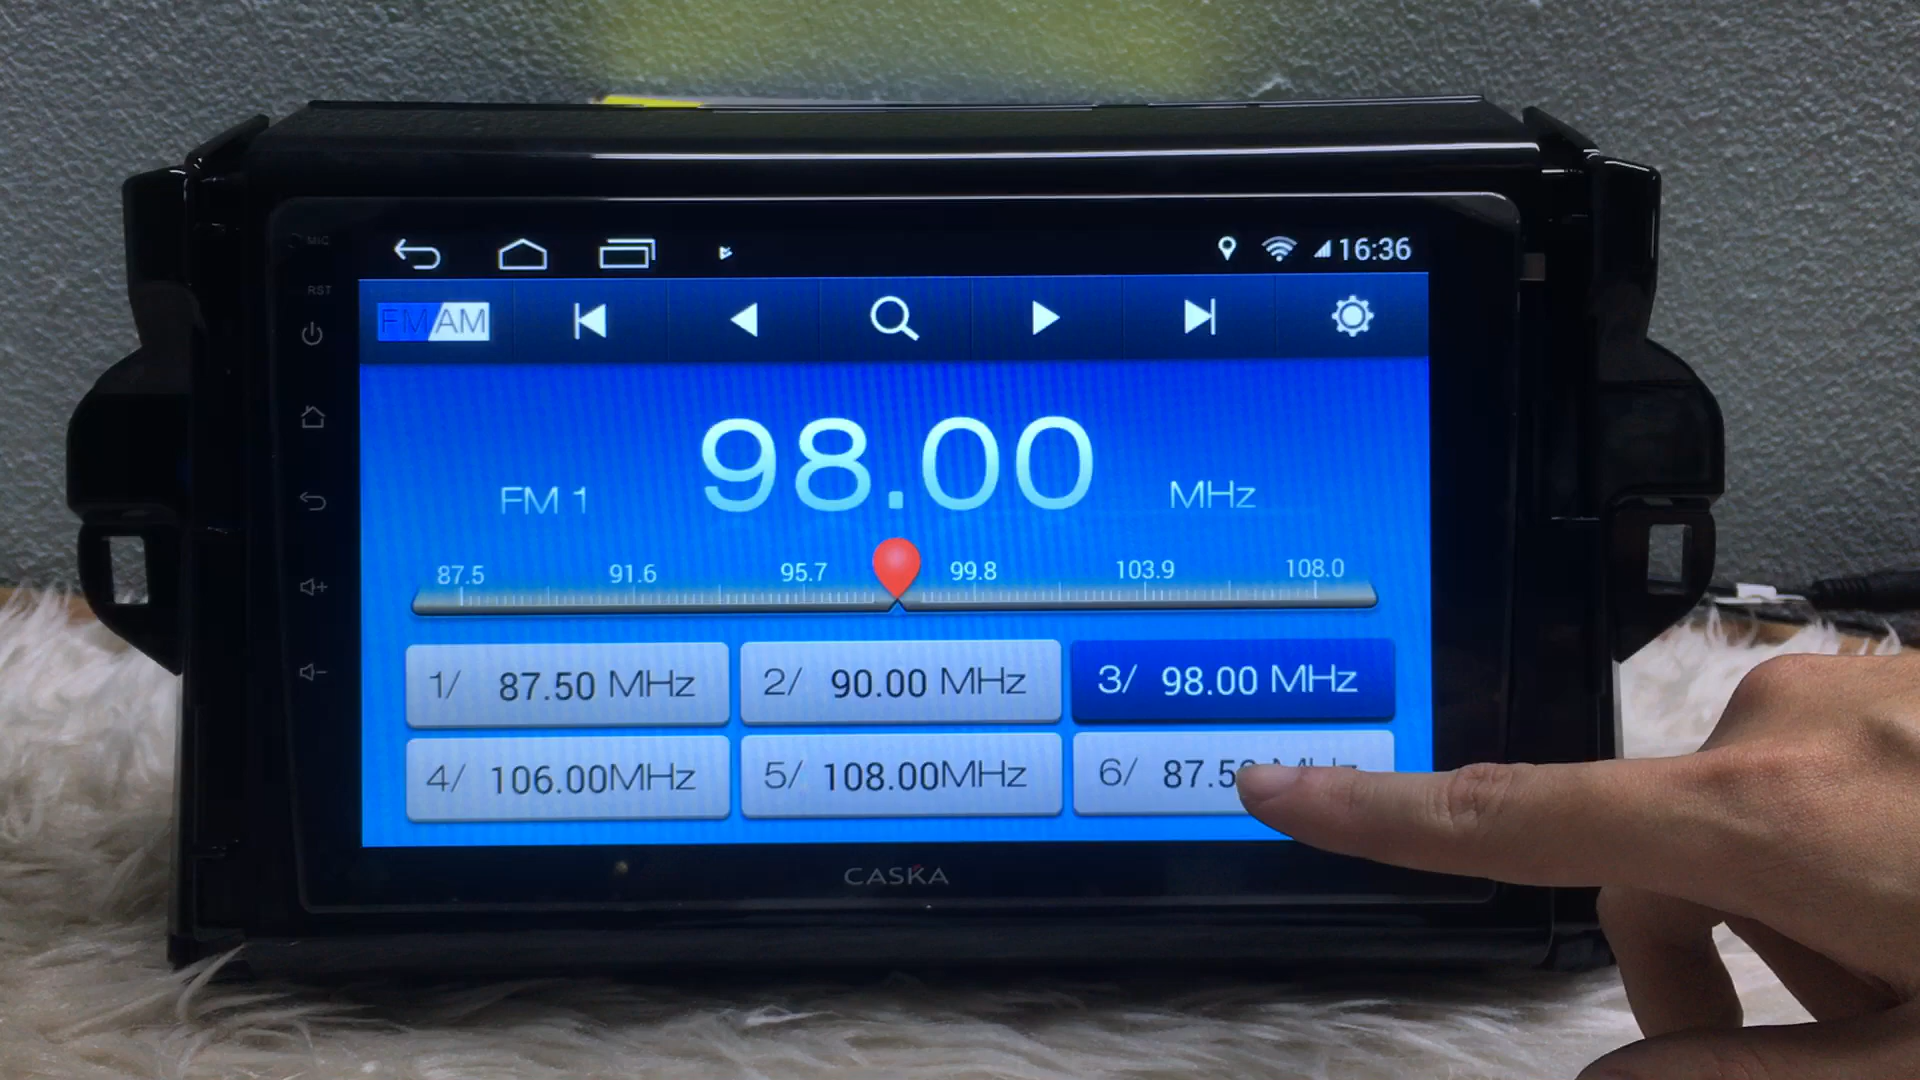 MIC
16:36
RST
FM/AM
98.00
FM 1
MHz
87.5 91.6 95.7 99.8 103.9 108.0
1/ 87.50 MHz
2/ 90.00 MHz
3/ 98.00 MHz
4/ 106.00MHz
5/ 108.00MHz
6/ 87.50 MHz
CASKA